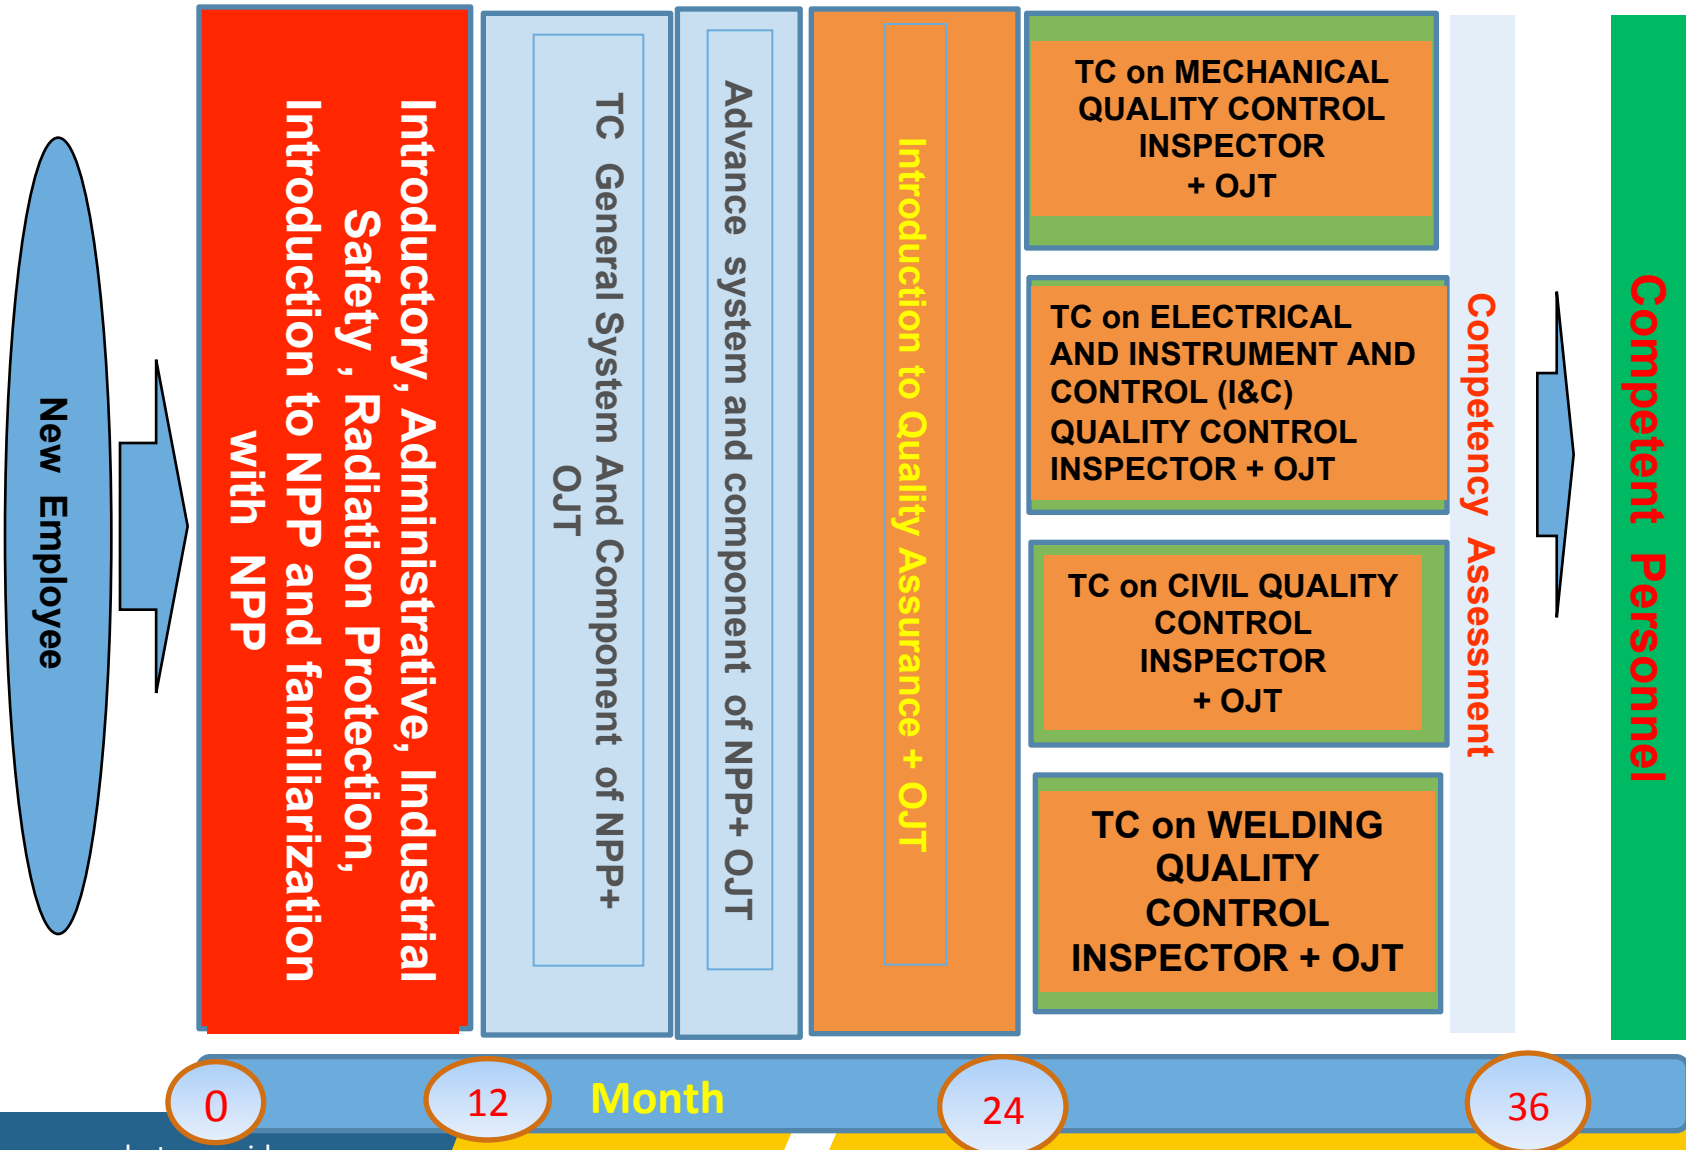 New Employee
Introductory, Administrative, Industrial
Safety , Radiation Protection,
Introduction to NPP and familiarization
with NPP
TC General System And Component of NPP+
OJT
Advance system and component of NPP+ OJT
Introduction to Quality Assurance + OJT
TC on MECHANICAL
QUALITY CONTROL
INSPECTOR
+ OJT
TC on ELECTRICAL
AND INSTRUMENT AND
CONTROL (I&C)
QUALITY CONTROL
INSPECTOR + OJT
TC on CIVIL QUALITY
CONTROL
INSPECTOR
+ OJT
TC on WELDING
QUALITY
CONTROL
INSPECTOR + OJT
Competency Assessment
Competent Personnel
0
12
Month
24
36